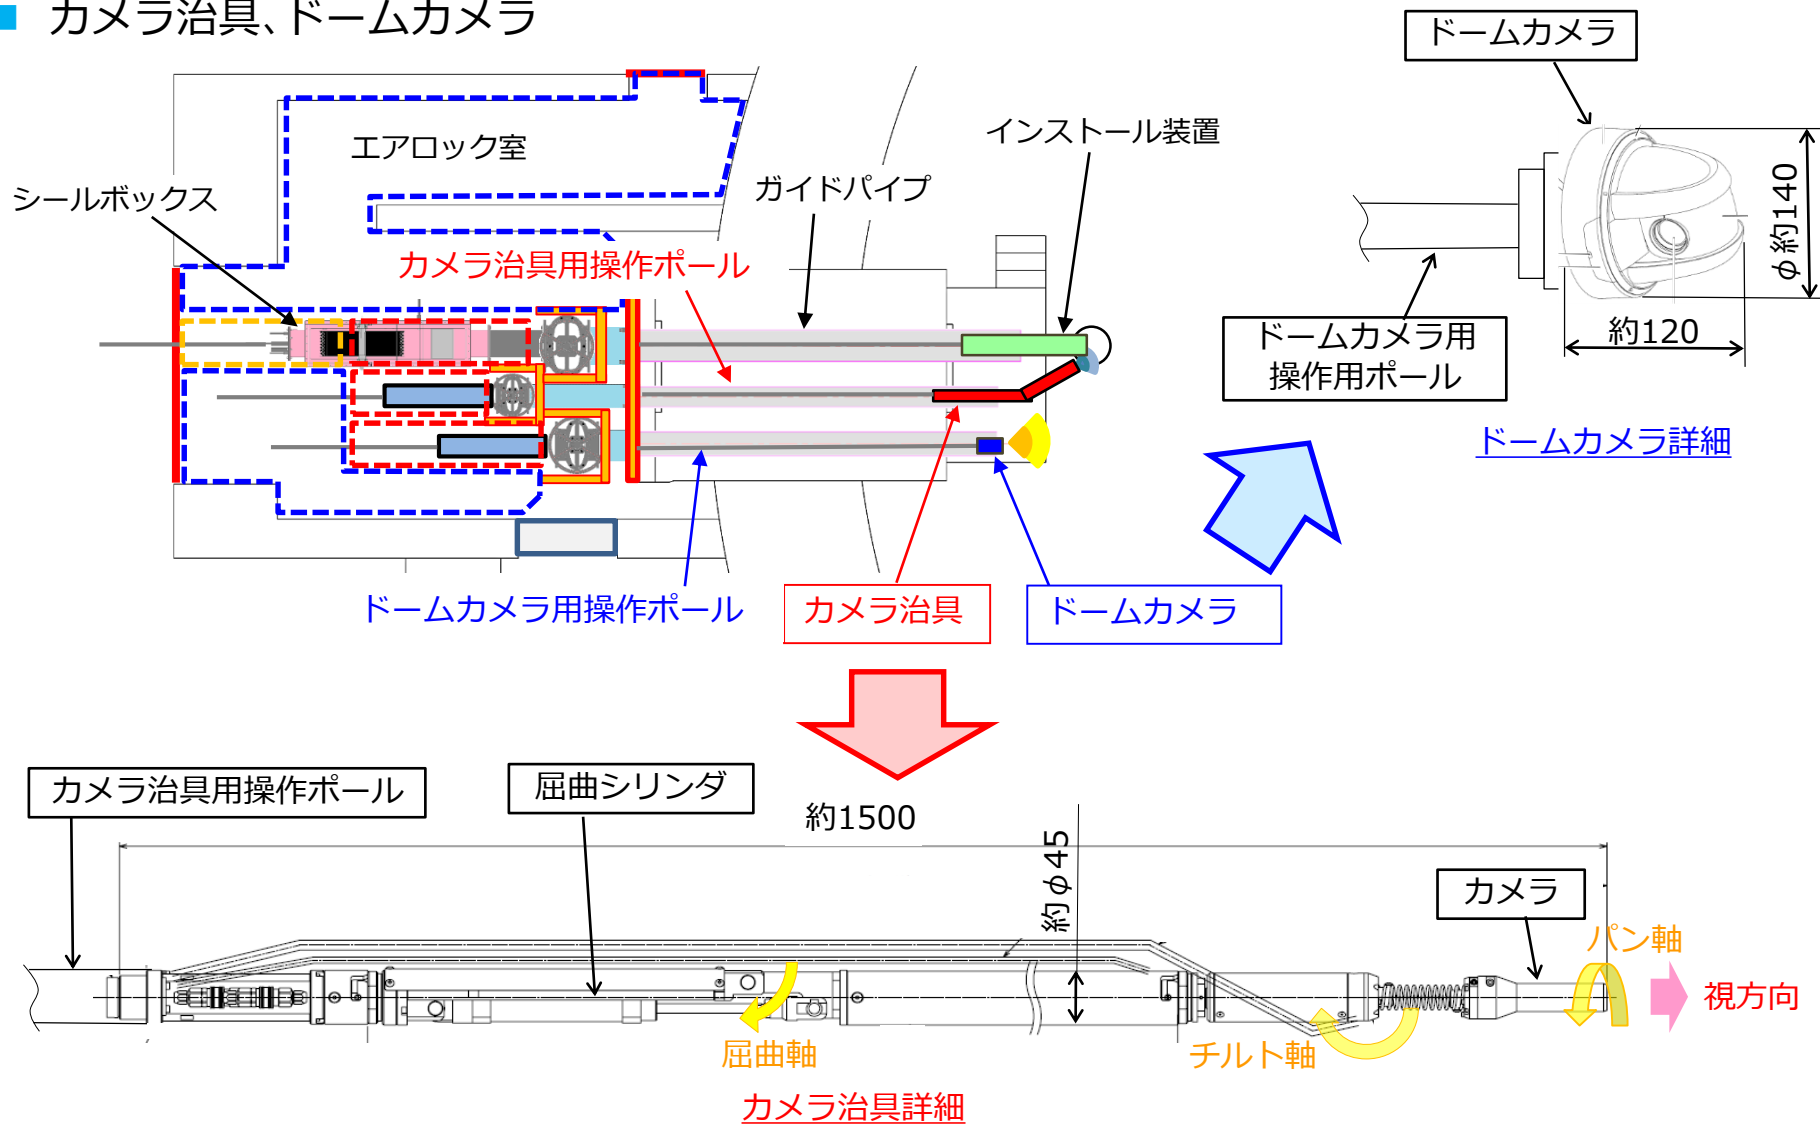 カメラ治具、ドームカメラ
ドームカメラ
エアロック室
インストール装置
シールボックス
ガイドパイプ
カメラ治具用操作ポール
φ約140
約120
ドームカメラ用
操作用ポール
ドームカメラ詳細
ドームカメラ用操作ポール
カメラ治具
ドームカメラ
カメラ治具用操作ポール
屈曲シリンダ
約1500
約φ45
カメラ
パン軸
視方向
屈曲軸
チルト軸
カメラ治具詳細